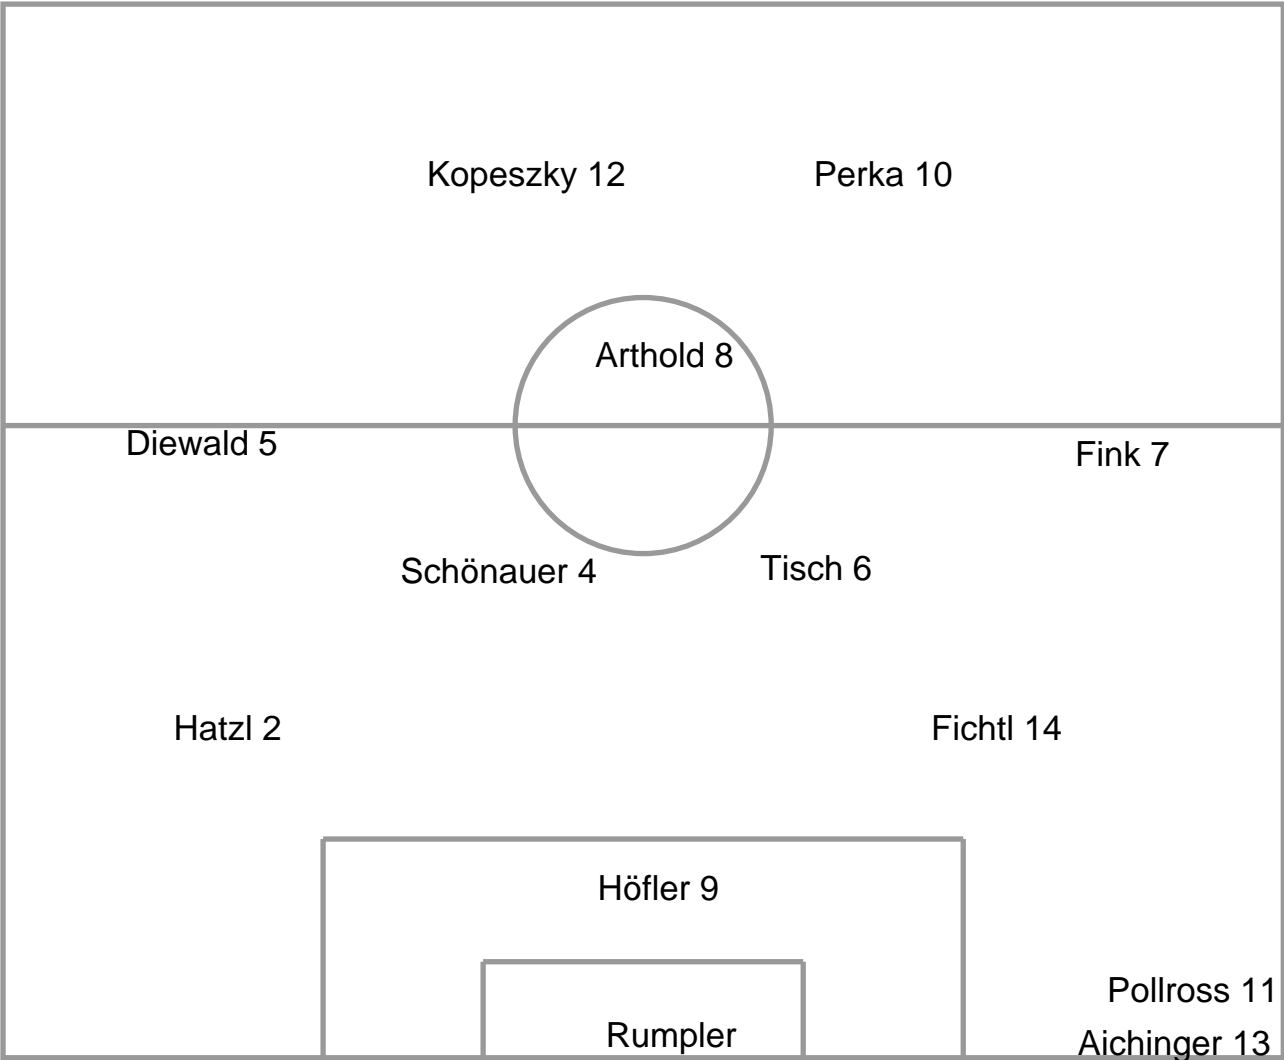 Kopeszky 12
Perka 10
Arthold 8
Diewald 5
Fink 7
Schönauer 4
Tisch 6
Hatzl 2
Fichtl 14
Höfler 9
Pollross 11
Rumpler
Aichinger 13